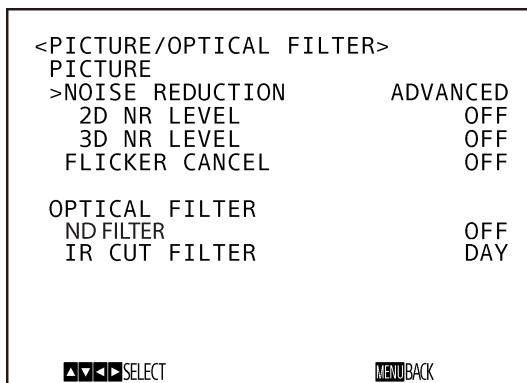 <PICTURE/OPTICAL FILTER>
PICTURE
>NOISE REDUCTION ADVANCED
2D NR LEVEL OFF
3D NR LEVEL OFF
FLICKER CANCEL OFF
OPTICAL FILTER
ND FILTER OFF
IR CUT FILTER DAY
▲▼◀▶SELECT MENU BACK